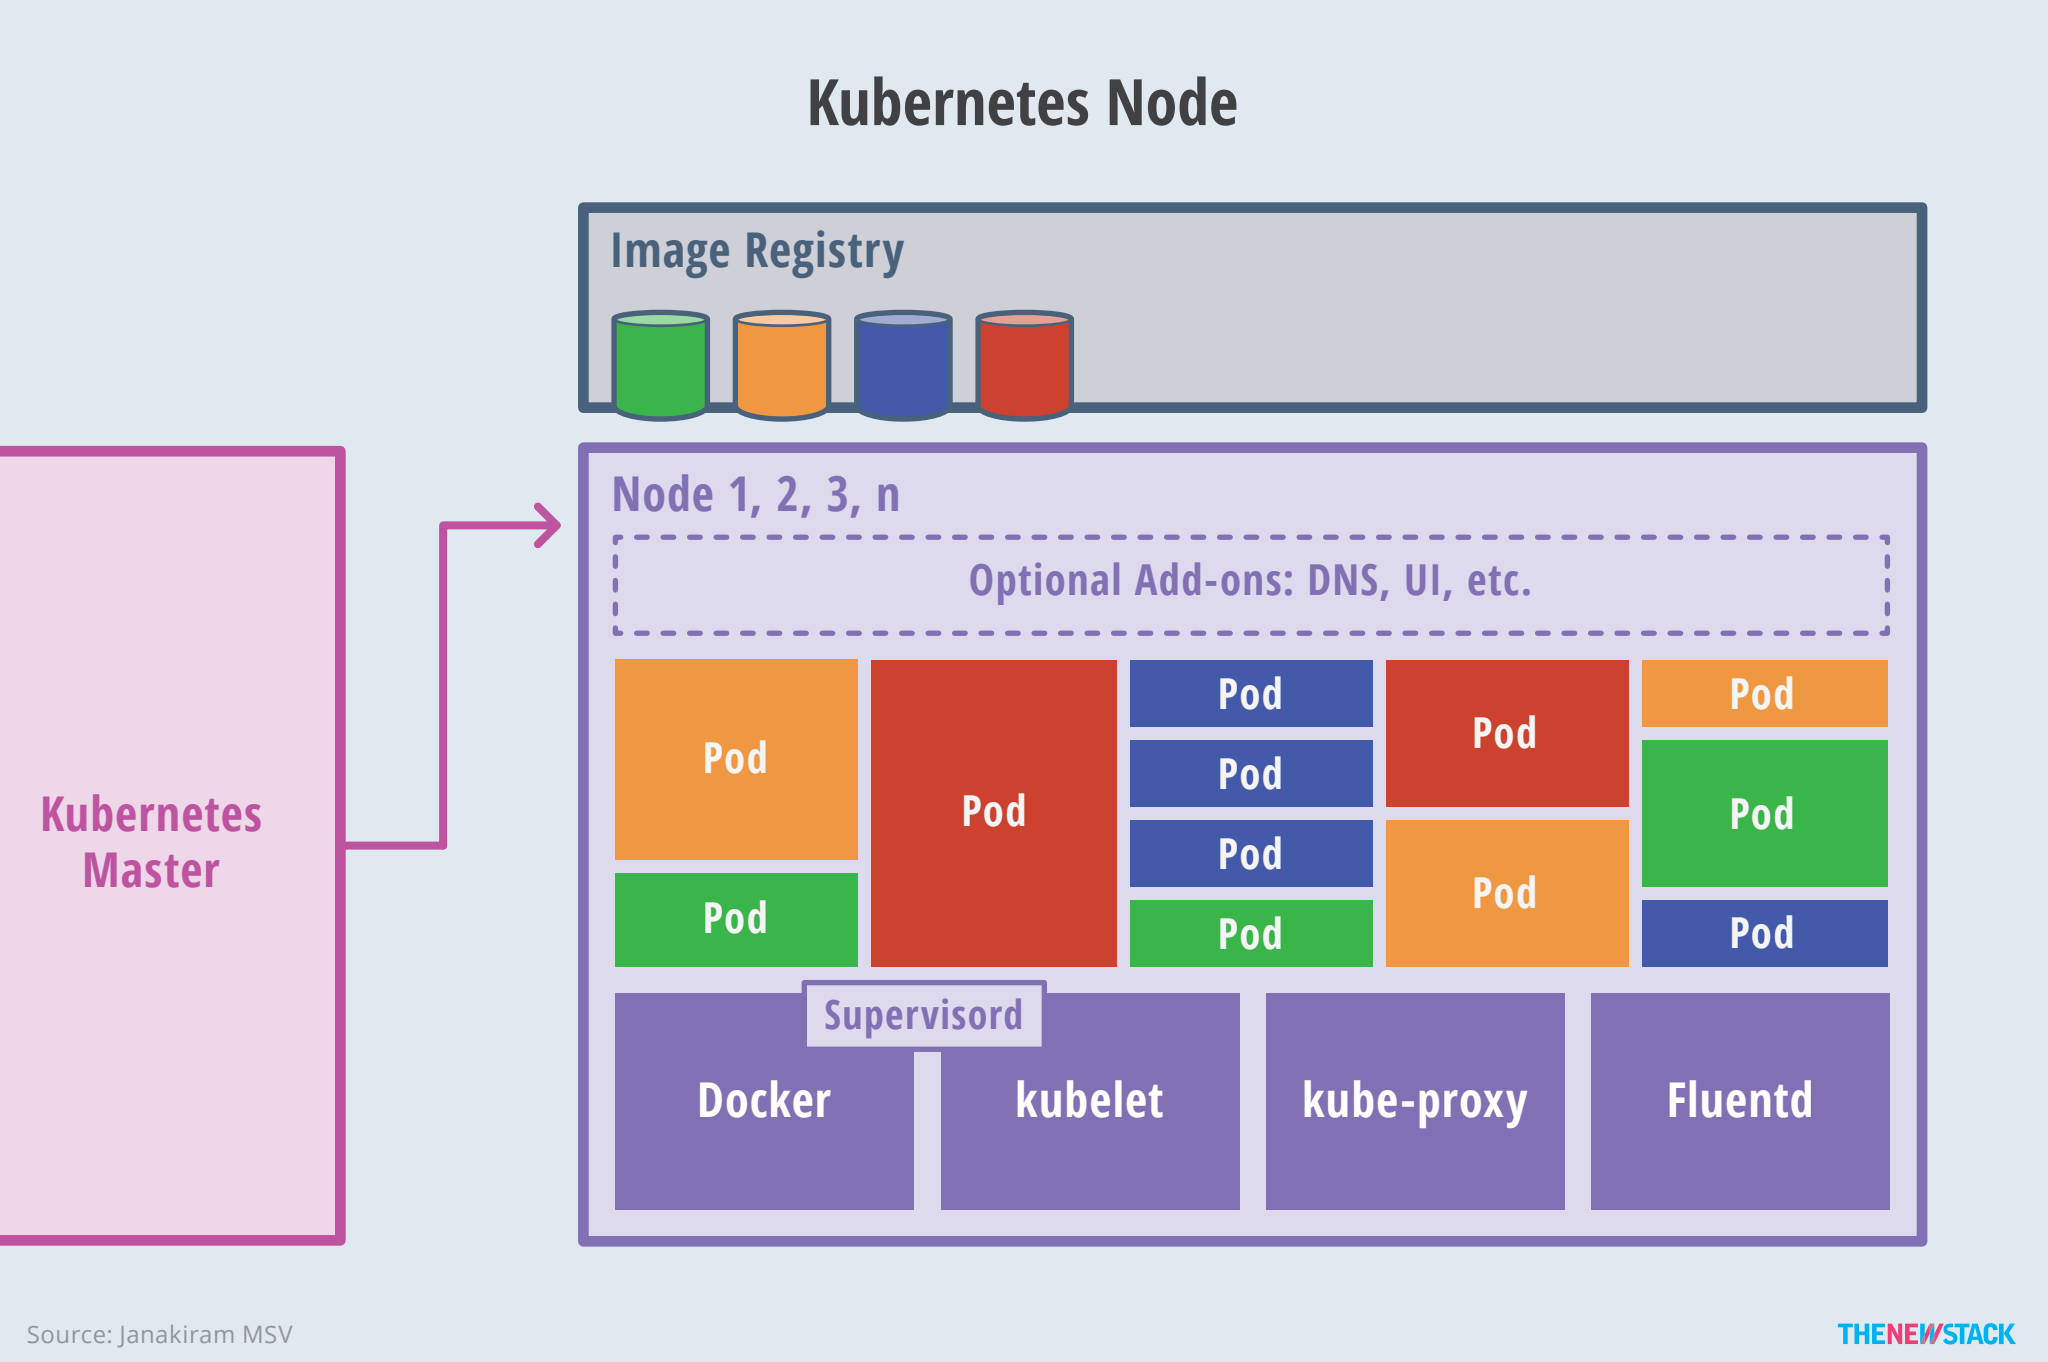 Kubernetes Node
Image Registry
Kubernetes
Master
Node 1, 2, 3, n
Optional Add-ons: DNS, UI, etc.
Pod
Pod
Pod
Pod
Pod
Pod
Pod
Pod
Pod
Pod
Pod
Pod
Supervisord
Docker
kubelet
kube-proxy
Fluentd
Source: Janakiram MSV
THENEWSTACK